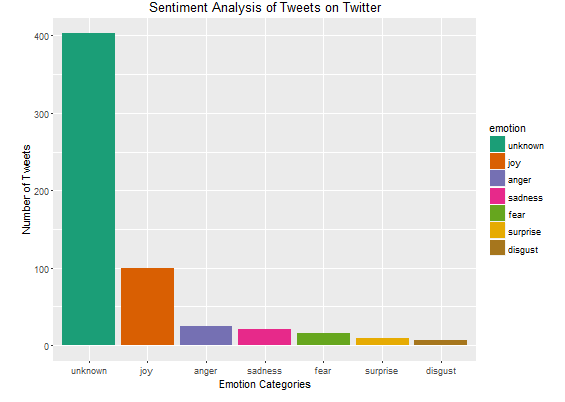 Sentiment Analysis of Tweets on Twitter
Number of Tweets
400
300
200
100
0
unknown joy anger sadness fear surprise disgust
Emotion Categories
emotion
unknown
joy
anger
sadness
fear
surprise
disgust